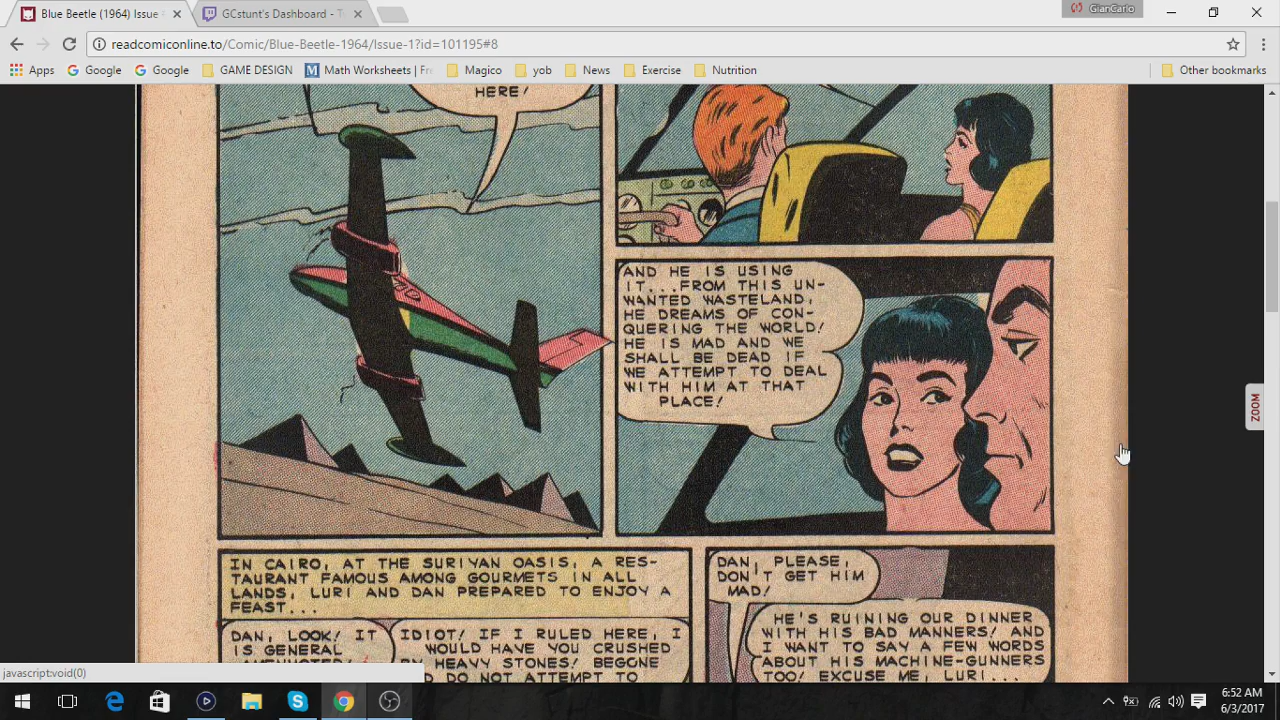 Blue Beetle (1964) Issue
GCstunt's Dashboard - T
GianCarlo
readcomiconline.to/Comic/Blue-Beetle-1964/Issue-1?id=101195#8
Apps
Google
Google
GAME DESIGN
Math Worksheets | Fr
Magico
yob
News
Exercise
Nutrition
Other bookmarks
HERE!
AND HE IS USING
IT...FROM THIS UN-
WANTED WASTELAND,
HE DREAMS OF CON-
QUERING THE WORLD!
HE IS MAD AND WE
SHALL BE DEAD IF
WE ATTEMPT TO DEAL
WITH HIM AT THAT
PLACE!
ZOOM
IN CAIRO, AT THE SURIYAN OASIS, A RES-
TAURANT FAMOUS AMONG GOURMETS IN ALL
LANDS, LURI AND DAN PREPARED TO ENJOY A
FEAST...
DAN, LOOK! IT
IS GENERAL
IDIOT! IF I RULED HERE, I
WOULD HAVE YOU CRUSHED
BY HEAVY STONES! BEGONE
DO NOT ATTEMPT TO
DAN, PLEASE,
DON'T GET HIM
MAD!
HE'S RUINING OUR DINNER
WITH HIS BAD MANNERS! AND
I WANT TO SAY A FEW WORDS
ABOUT HIS MACHINE-GUNNERS
TOO! EXCUSE ME, LURI...
javascript:void(0)
6:52 AM
6/3/2017